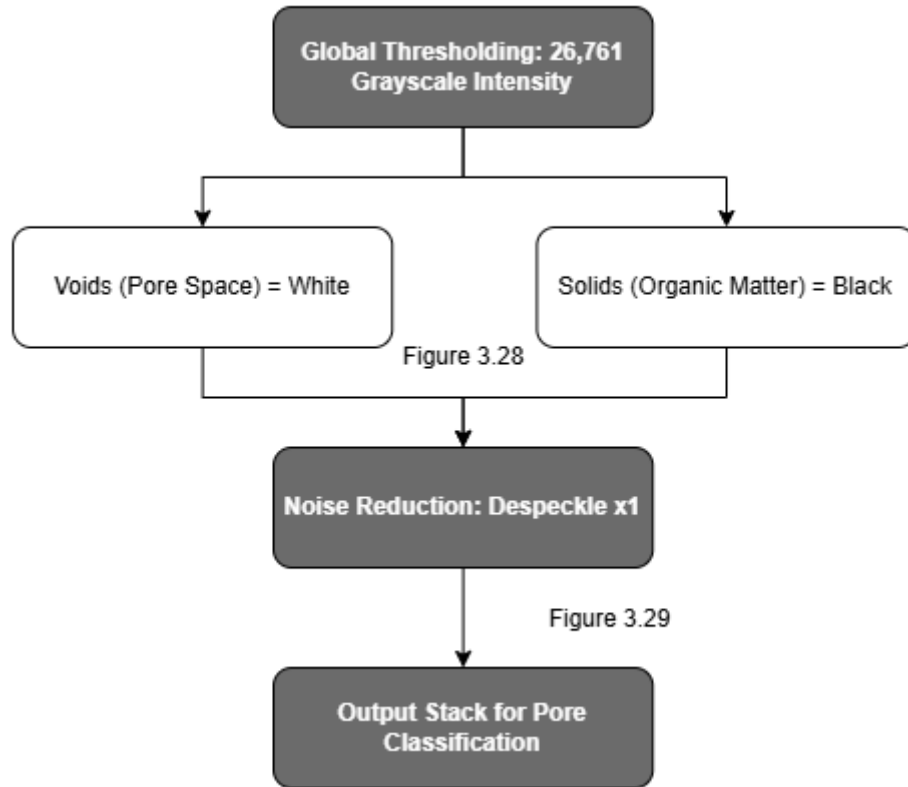 Global Thresholding: 26,761
Grayscale Intensity
Voids (Pore Space) = White
Solids (Organic Matter) = Black
Figure 3.28
Noise Reduction: Despeckle x1
Figure 3.29
Output Stack for Pore
Classification